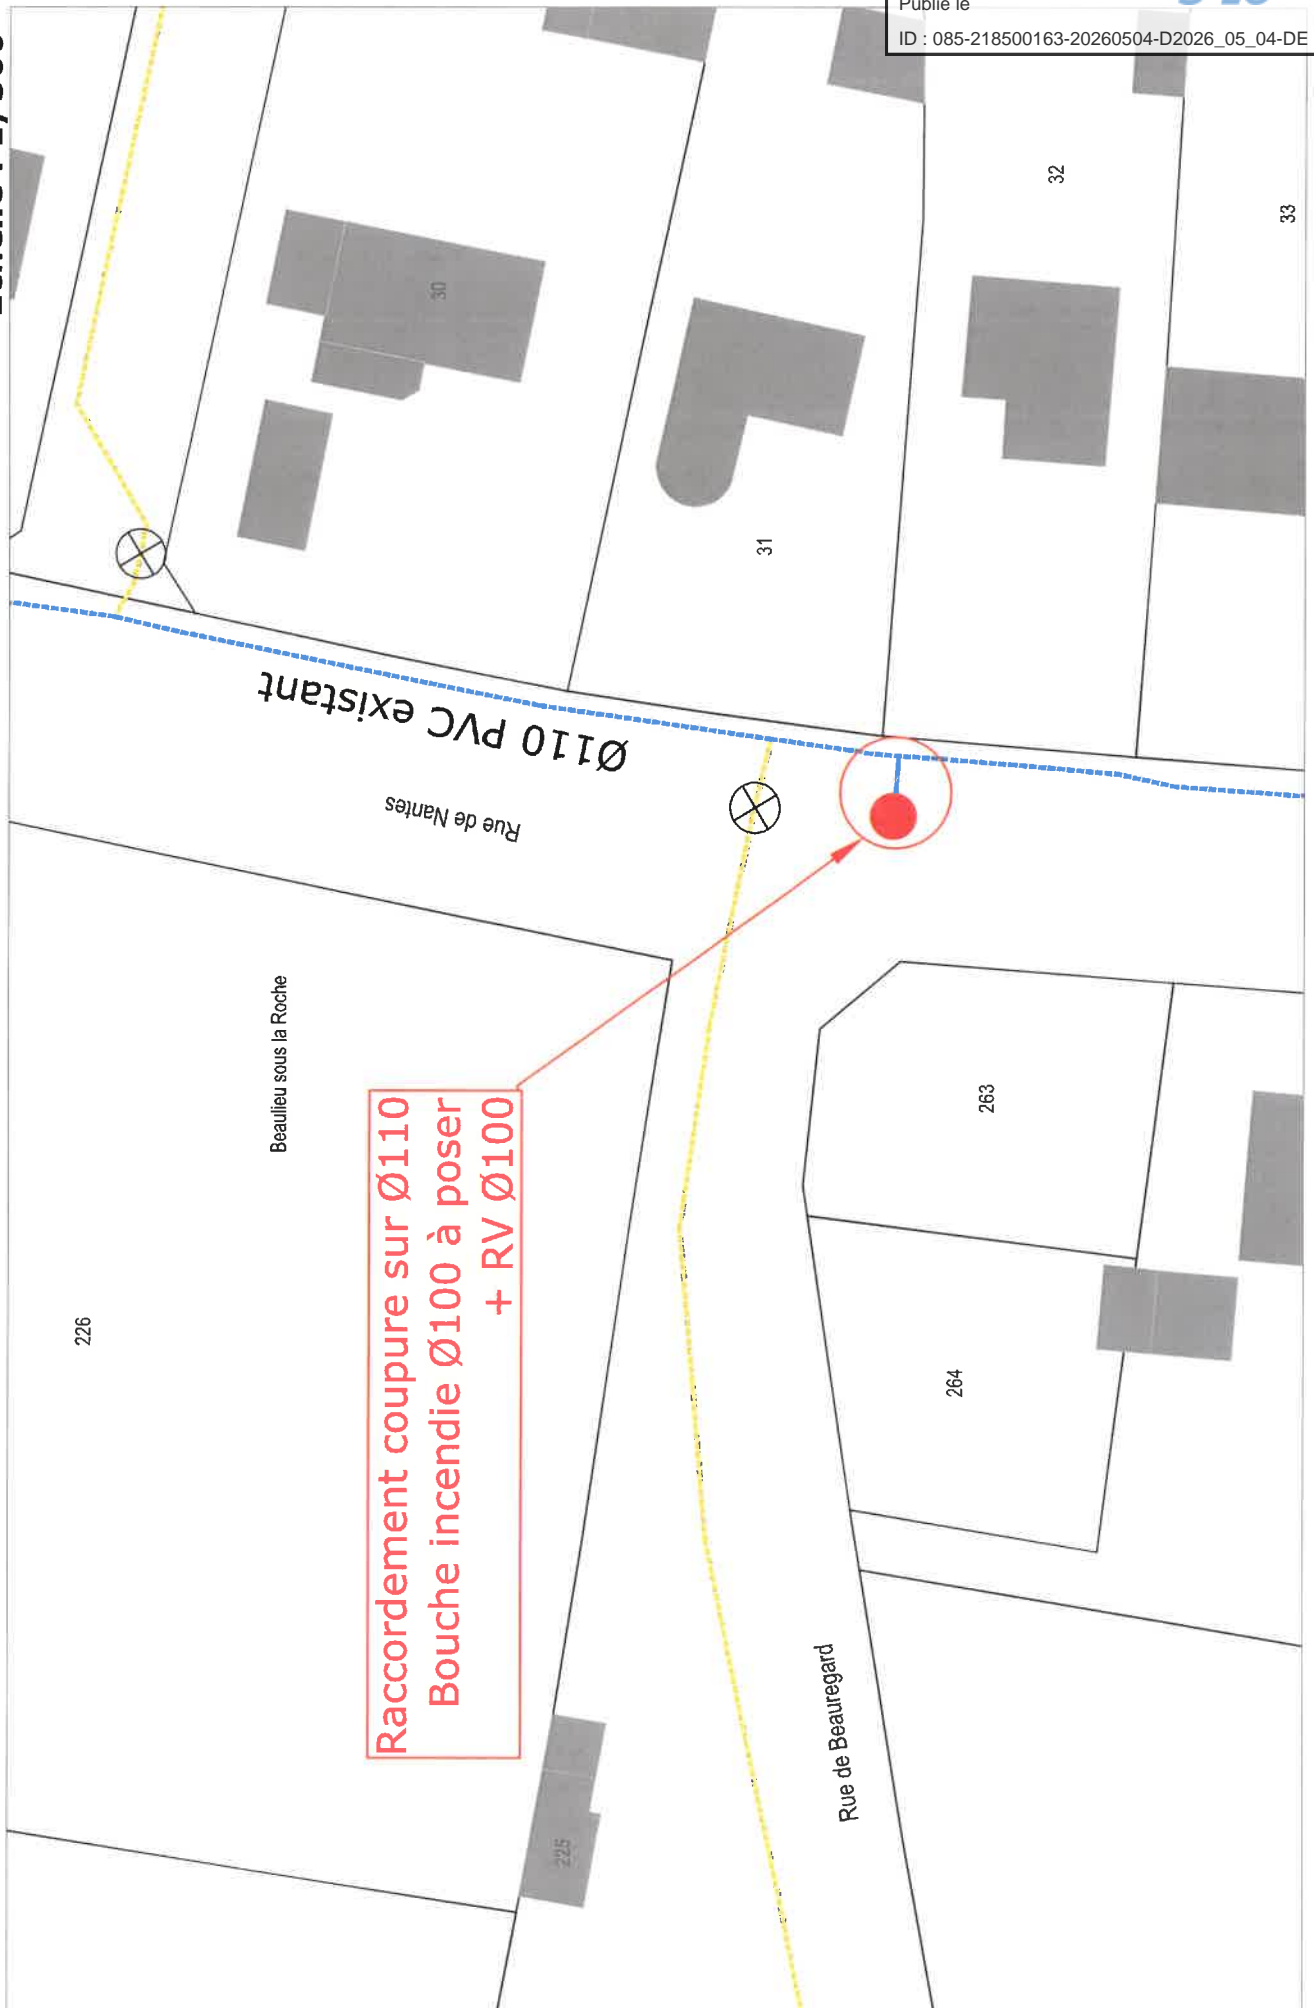 Publié le
ID : 085-218500163-20260504-D2026_05_04-DE
32
33
30
31
Ø110 PVC existant
Rue de Nantes
Beaulieu sous la Roche
Raccordement coupure sur Ø110
Bouche incendie Ø100 à poser
+ RV Ø100
226
263
264
Rue de Beauregard
225